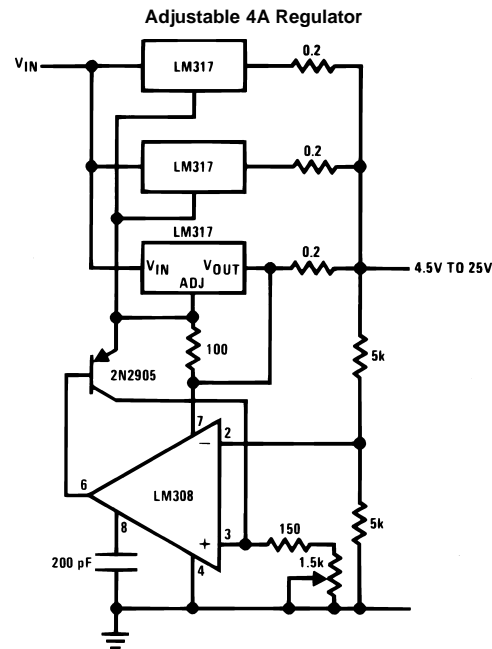 Adjustable 4A Regulator
0.2
VIN
LM317
0.2
LM317
LM317
0.2
VIN VOUT
ADJ
4.5V TO 25V
100
5k
2N2905
7
2
−
6
LM308
8
150
5k
+
3
200 pF
1.5k
4